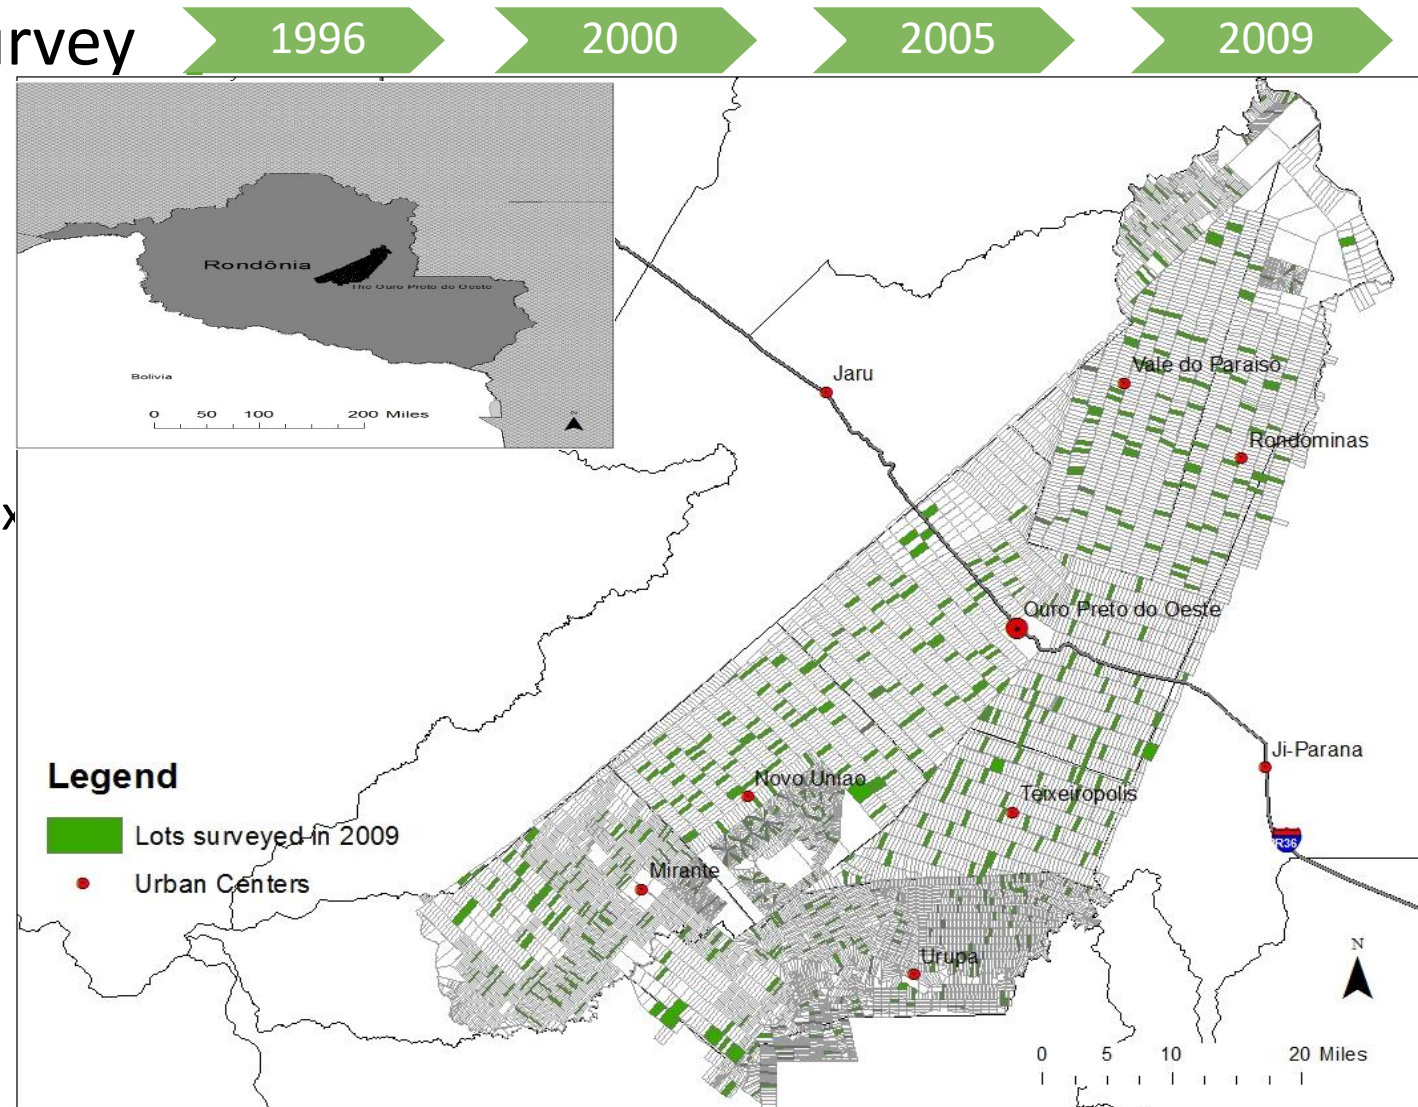 urvey
1996
2000
2005
2009
Rondônia
The Ouro Preto do Oeste
Bolivia
0 50 100 200 Miles
N
Jaru
Vale do Paraiso
Rondominas
x
Ouro Preto do Oeste
Ji-Parana
Legend
Novo Uniao
Teixeiropolis
Lots surveyed in 2009
BR36
Mirante
Urban Centers
Urupa
N
0 5 10 20 Miles